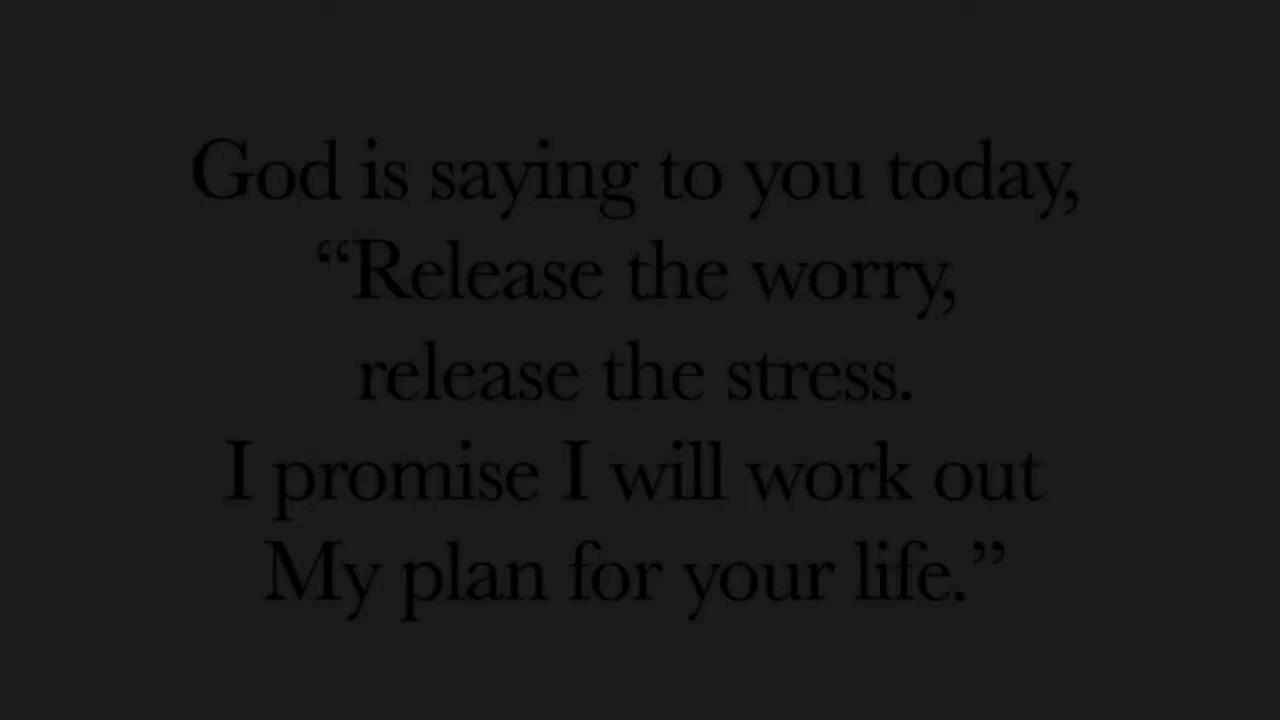 God is saying to you today,
“Release the worry,
release the stress.
I promise I will work out
My plan for your life.”